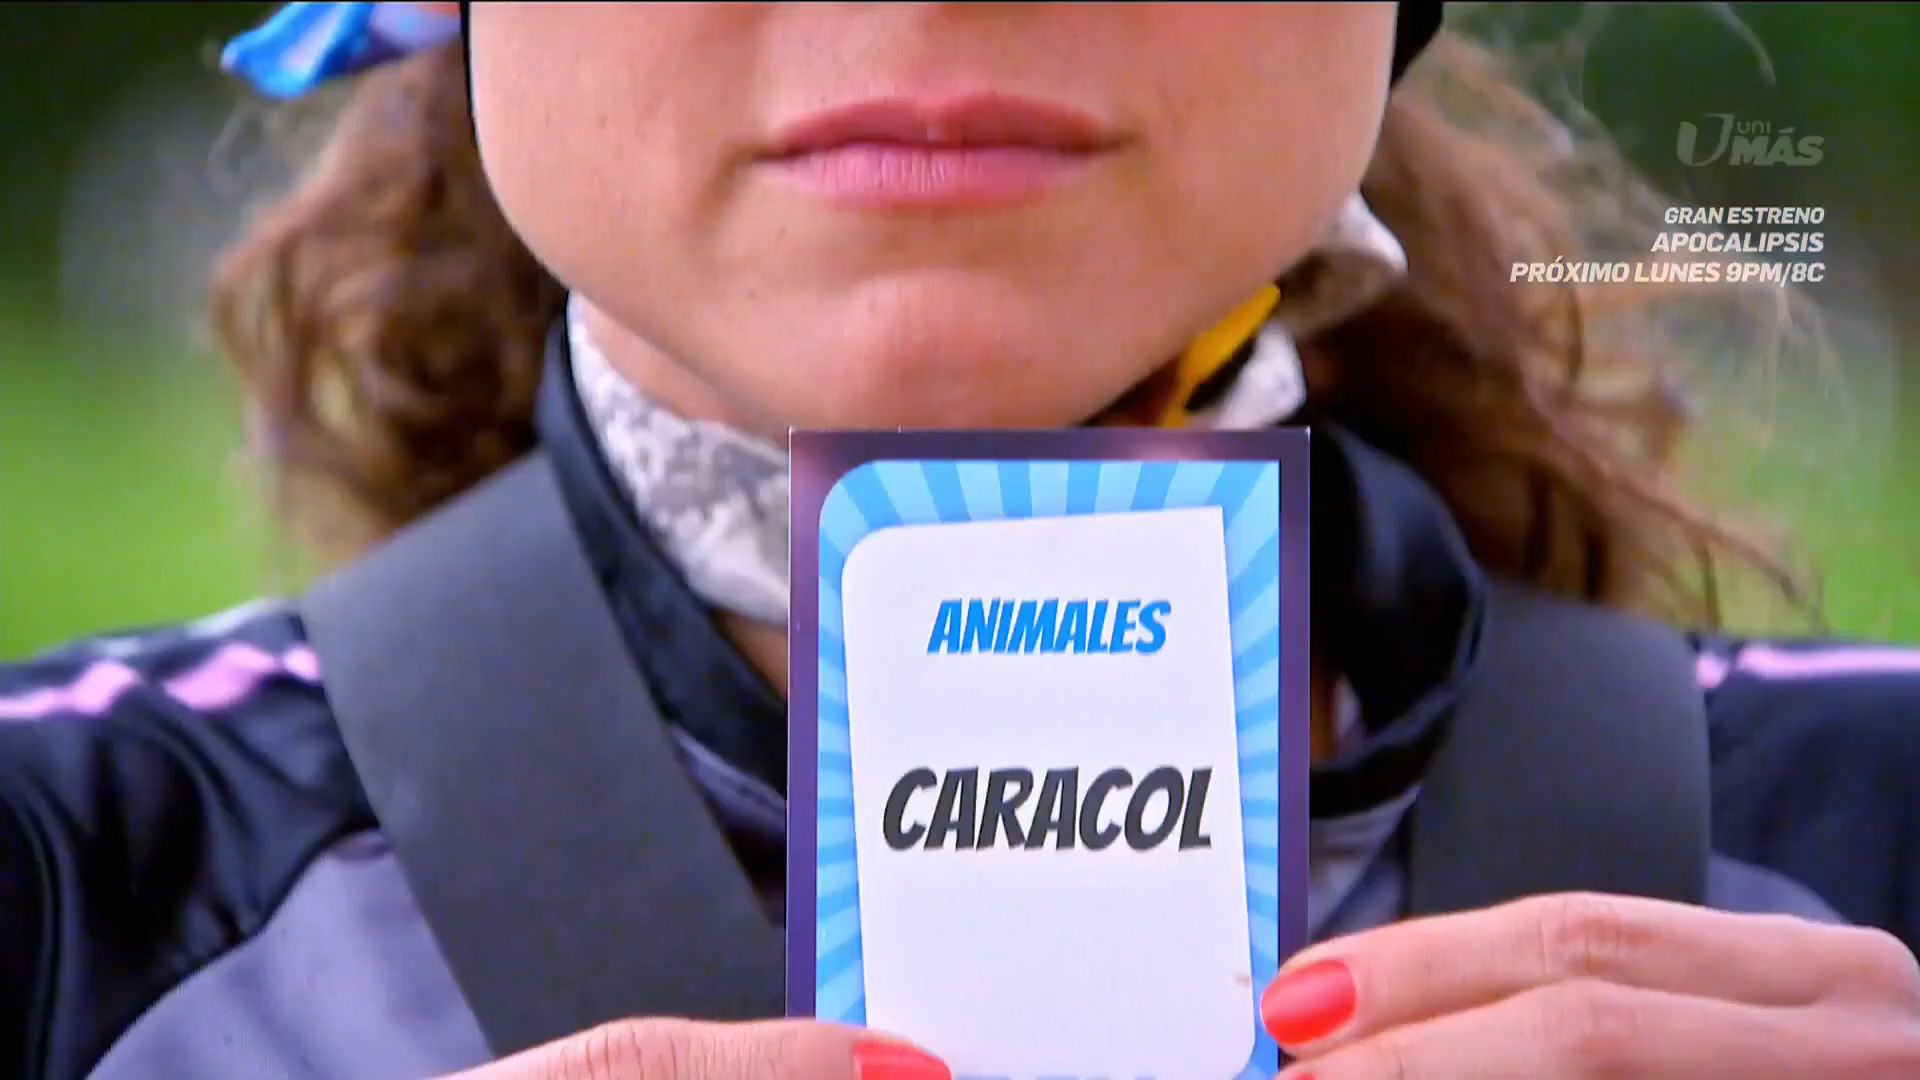 UNI
MÁS
GRAN ESTRENO
APOCALIPSIS
PRÓXIMO LUNES 9PM/8C
ANIMALES
CARACOL